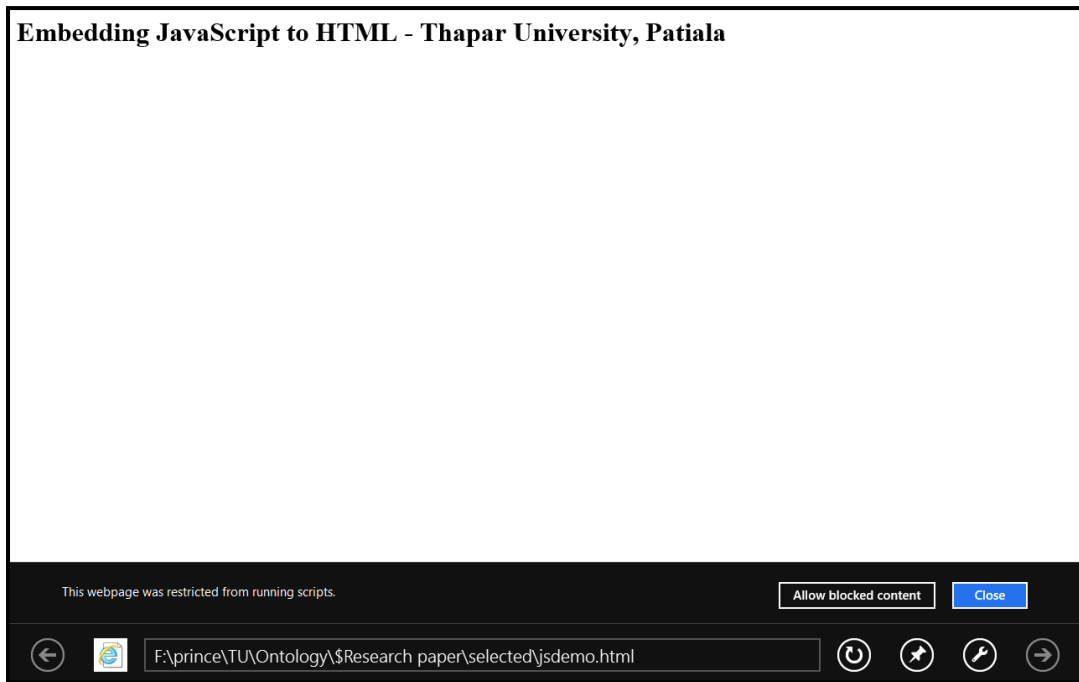 Embedding JavaScript to HTML - Thapar University, Patiala
This webpage was restricted from running scripts.
Allow blocked content
Close
F:\prince\TU\Ontology\$Research paper\selected\jsdemo.html